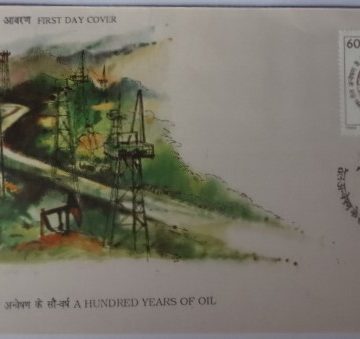 आवरण FIRST DAY COVER
60
अन्वेषण के सौ-वर्ष A HUNDRED YEARS OF OIL